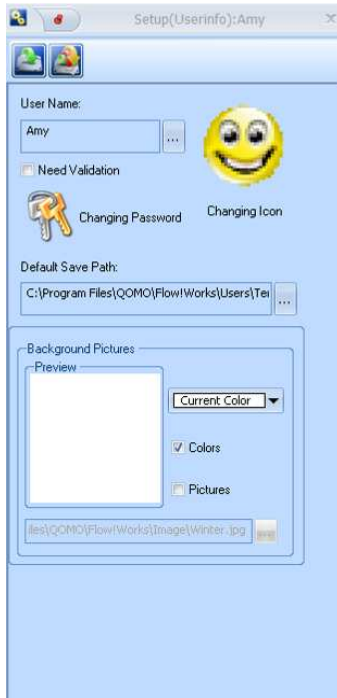 Setup(Userinfo):Amy
User Name:
Amy
...
Need Validation
Changing Password
Changing Icon
Default Save Path:
C:\Program Files\QOMO\Flow!Works\Users\Te
...
Background Pictures
Preview
Current Color
Colors
Pictures
iles\QOMO\Flow!Works\Image\Winter.jpg